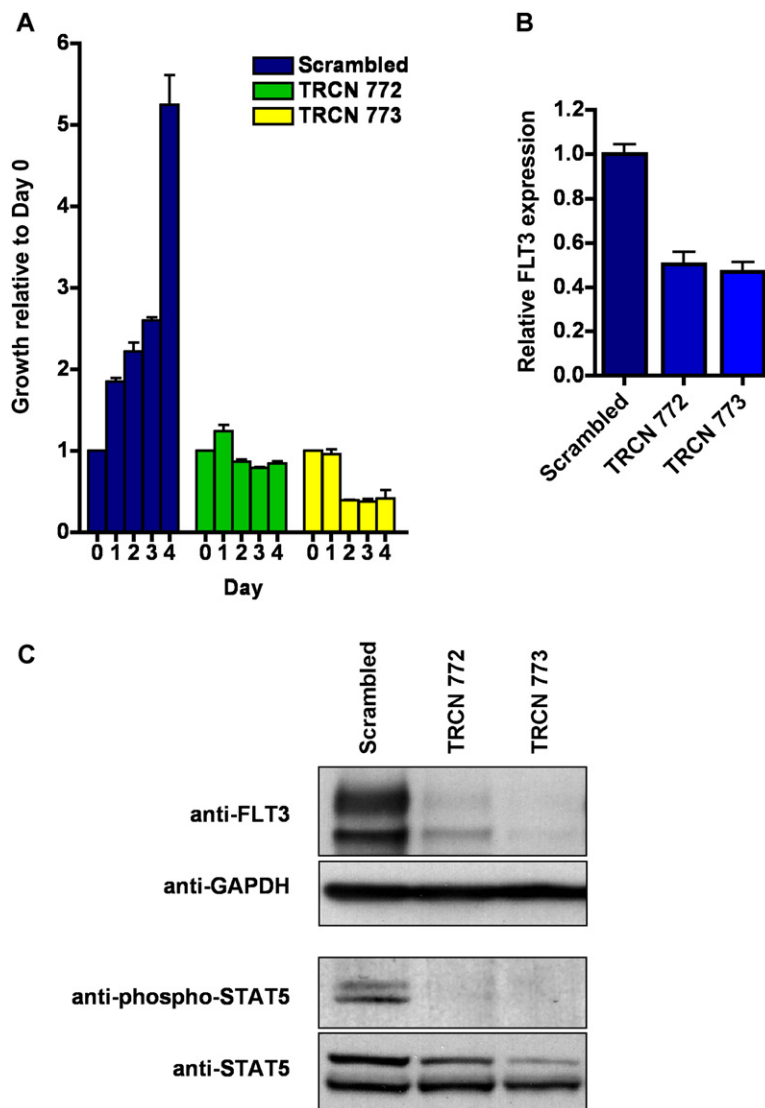 A
Growth relative to Day 0
6
5
4
3
2
1
0
Scrambled
TRCN 772
TRCN 773
0 1 2 3 4 0 1 2 3 4 0 1 2 3 4
Day
B
Relative FLT3 expression
1.2
1.0
0.8
0.6
0.4
0.2
0.0
Scrambled
TRCN 772
TRCN 773
C
Scrambled
TRCN 772
TRCN 773
anti-FLT3
anti-GAPDH
anti-phospho-STAT5
anti-STAT5